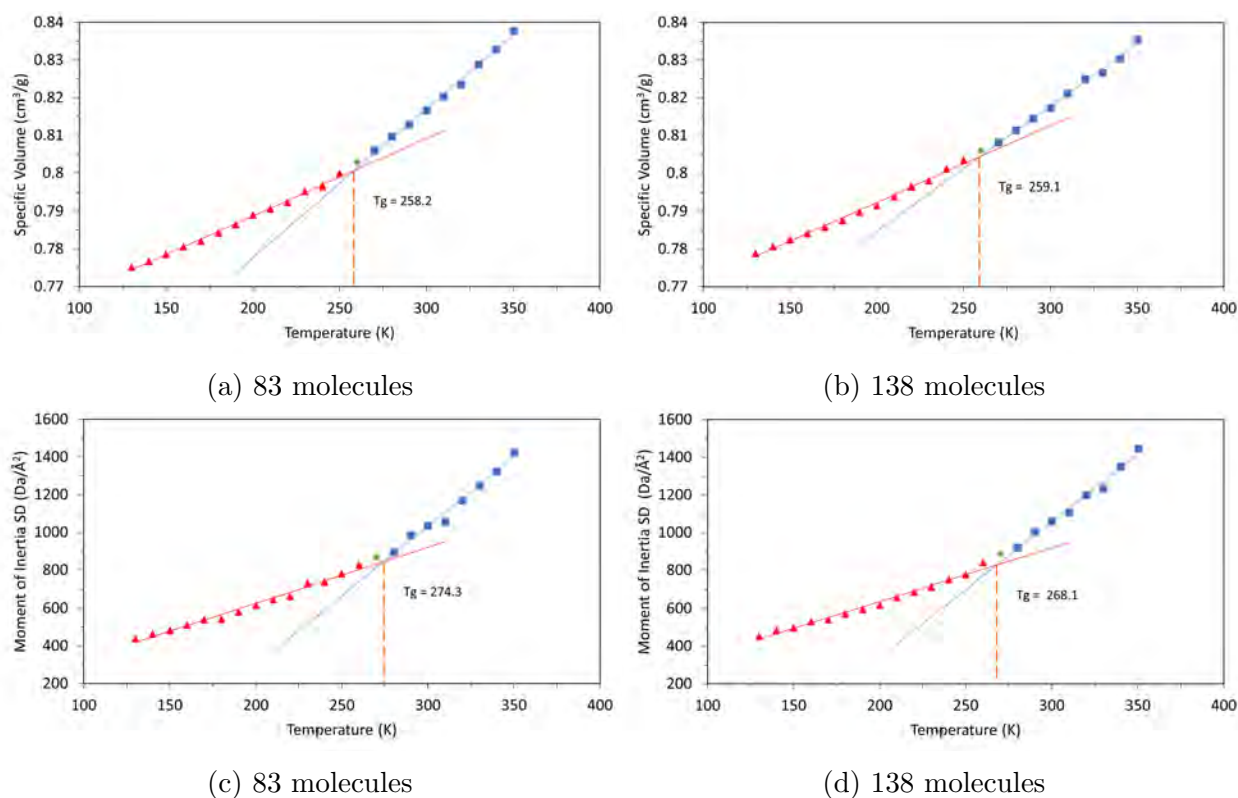 0.84
0.83
0.82
0.81
0.8
0.79
0.78
0.77
Specific Volume (cm³/g)
Tg = 258.2
100 150 200 250 300 350 400
Temperature (K)
(a) 83 molecules
0.84
0.83
0.82
0.81
0.8
0.79
0.78
0.77
Specific Volume (cm³/g)
Tg = 259.1
100 150 200 250 300 350 400
Temperature (K)
(b) 138 molecules
1600
1400
1200
1000
800
600
400
200
Moment of Inertia SD (Da/Å²)
Tg = 274.3
100 150 200 250 300 350 400
Temperature (K)
(c) 83 molecules
1600
1400
1200
1000
800
600
400
200
Moment of Inertia SD (Da/Å²)
Tg = 268.1
100 150 200 250 300 350 400
Temperature (K)
(d) 138 molecules